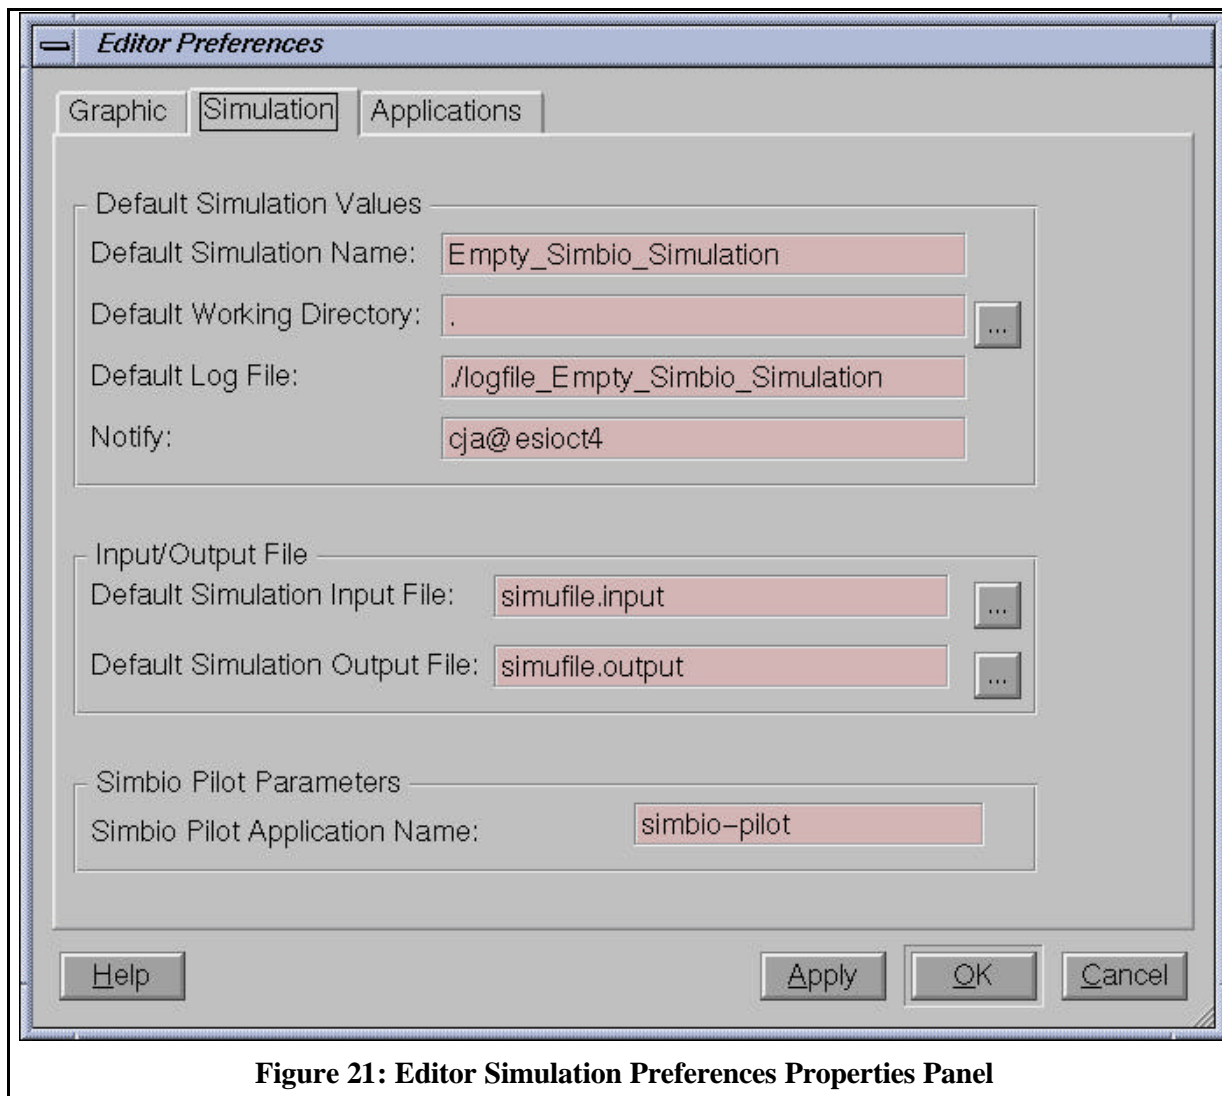 Editor Preferences
Graphic Simulation Applications
Default Simulation Values
Default Simulation Name: Empty_Simbio_Simulation
Default Working Directory: . ...
Default Log File: ./logfile_Empty_Simbio_Simulation
Notify: cja@esioct4
Input/Output File
Default Simulation Input File: simufile.input ...
Default Simulation Output File: simufile.output ...
Simbio Pilot Parameters
Simbio Pilot Application Name: simbio-pilot
Help Apply OK Cancel
Figure 21: Editor Simulation Preferences Properties Panel